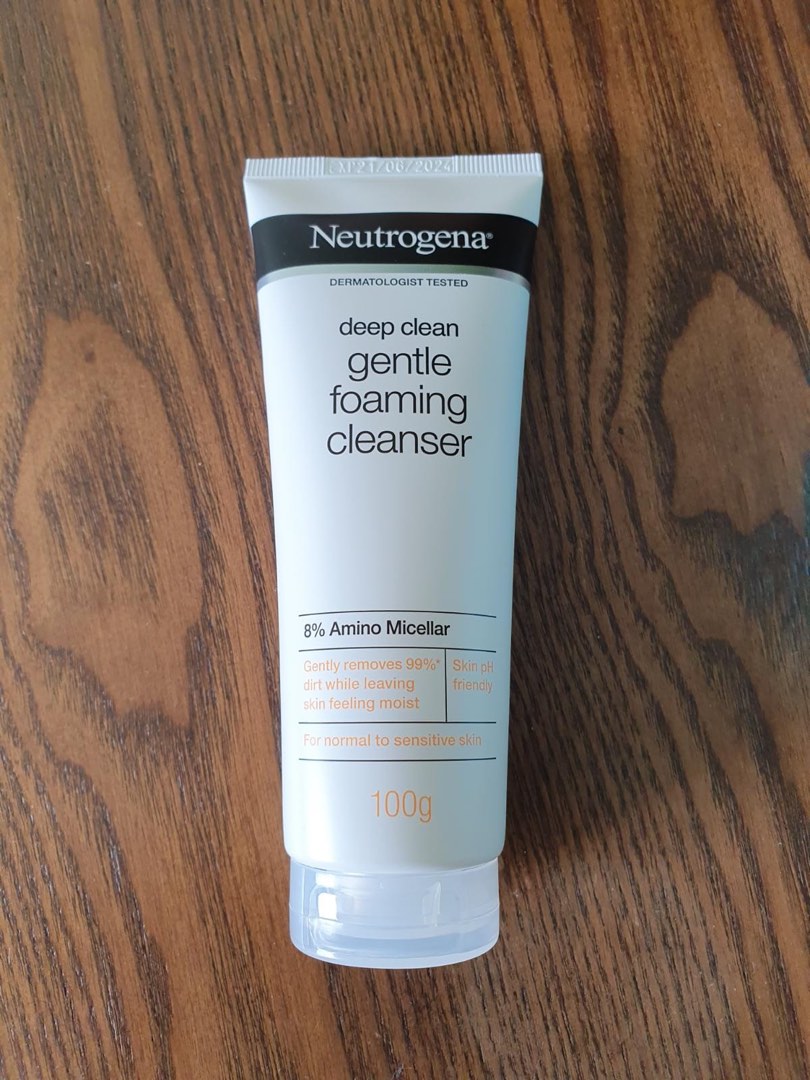 XP21/06/2024
Neutrogena®
DERMATOLOGIST TESTED
deep clean
gentle
foaming
cleanser
8% Amino Micellar
Gently removes 99%*
dirt while leaving
skin feeling moist
Skin pH
friendly
For normal to sensitive skin
100g